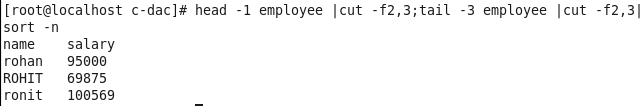 [root@localhost c-dac]# head -1 employee |cut -f2,3;tail -3 employee |cut -f2,3|
sort -n
name salary
rohan 95000
ROHIT 69875
ronit 100569